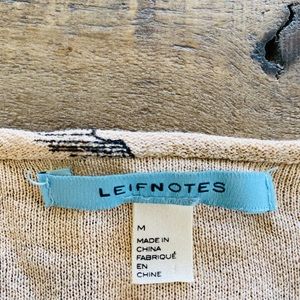 LEIFNOTES
M
MADE IN
CHINA
FABRIQUÉ
EN
CHINE